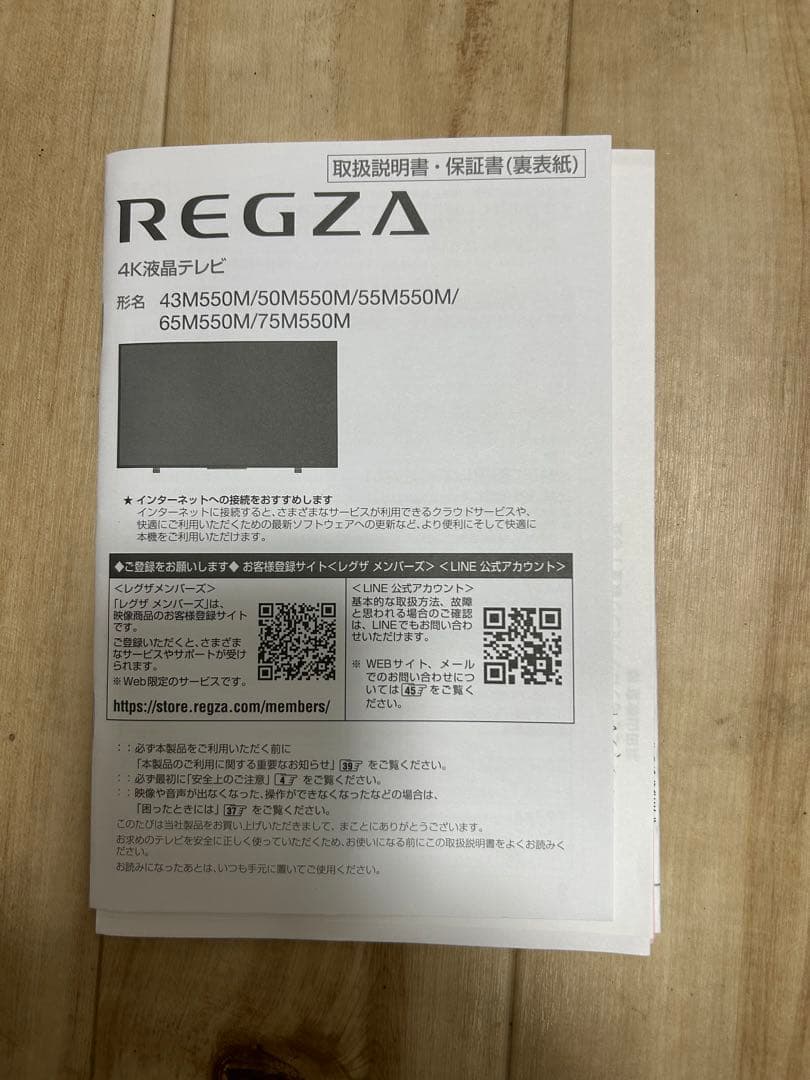 取扱説明書・保証書(裏表紙)
REGZA
4K液晶テレビ
形名 43M550M/50M550M/55M550M/
65M550M/75M550M
★ インターネットへの接続をおすすめします
インターネットに接続すると、さまざまなサービスが利用できるクラウドサービスや、
快適にご利用いただくための最新ソフトウェアへの更新など、より便利にそして快適に
本機をご利用いただけます。
◆ご登録をお願いします◆ お客様登録サイト<レグザ メンバーズ> <LINE 公式アカウント>
<レグザメンバーズ>
「レグザ メンバーズ」は、
映像商品のお客様登録サイト
です。
ご登録いただくと、さまざま
なサービスやサポートが受け
られます。
※Web限定のサービスです。
https://store.regza.com/members/
<LINE 公式アカウント>
基本的な取扱方法、故障
と思われる場合のご確認
は、LINEでもお問い合わ
せいただけます。
※ WEBサイト、メール
でのお問い合わせにつ
いては 45 をご覧く
ださい。
：：必ず本製品をご利用いただく前に
「本製品のご利用に関する重要なお知らせ」39 をご覧ください。
：：必ず最初に「安全上のご注意」4 をご覧ください。
：：映像や音声が出なくなった、操作ができなくなったなどの場合は、
「困ったときには」37 をご覧ください。
このたびは当社製品をお買い上げいただきまして、まことにありがとうございます。
お求めのテレビを安全に正しく使っていただくため、お使いになる前にこの取扱説明書をよくお読みく
ださい。
お読みになったあとは、いつも手元に置いてご使用ください。